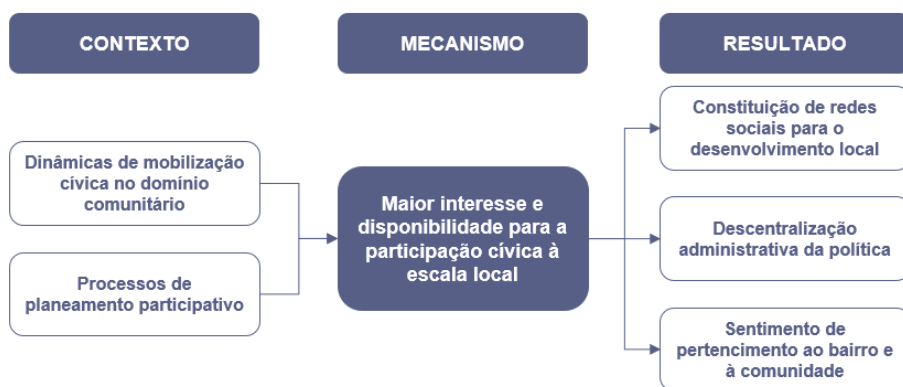 CONTEXTO
MECANISMO
RESULTADO
Dinâmicas de mobilização
cívica no domínio
comunitário
Processos de
planeamento participativo
Maior interesse e
disponibilidade para a
participação cívica à
escala local
Constituição de redes
sociais para o
desenvolvimento local
Descentralização
administrativa da política
Sentimento de
pertencimento ao bairro e
à comunidade